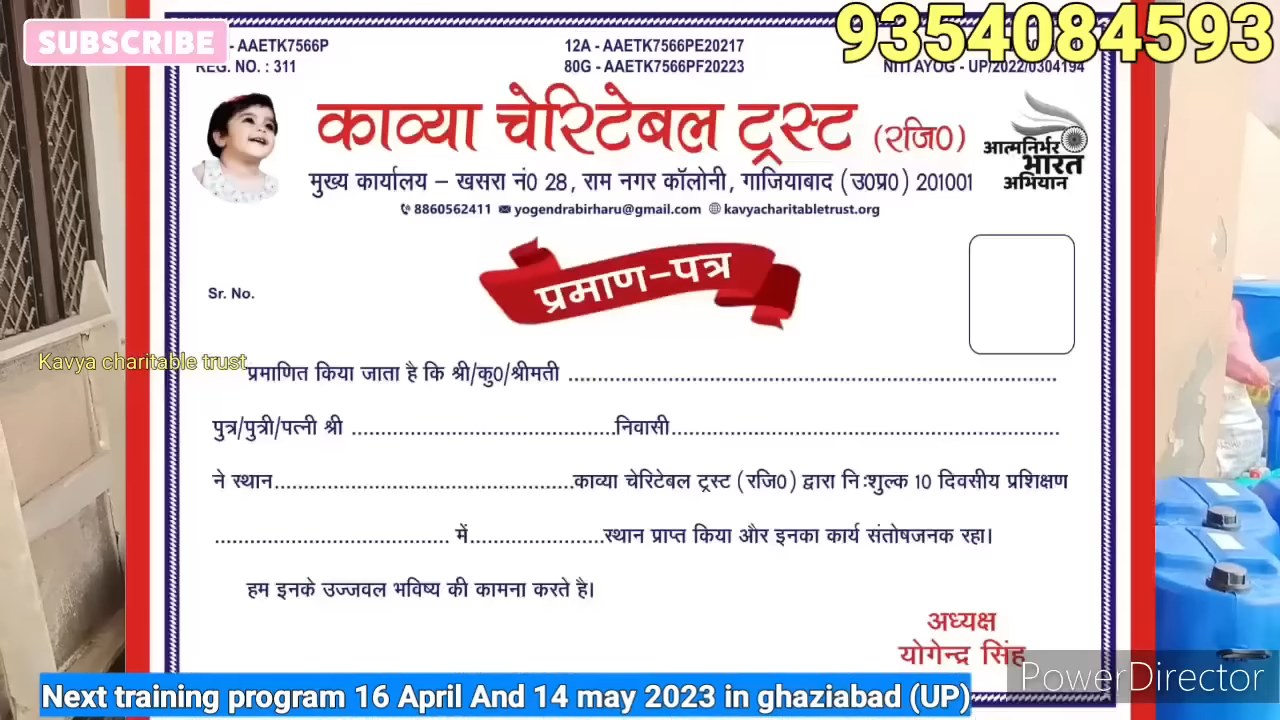 SUBSCRIBE
9354084593
- AAETK7566P
12A - AAETK7566PE20217
REG. NO. : 311
80G - AAETK7566PF20223
NITI AYOG - UP/2022/0304194
काव्या चेरिटेबल ट्रस्ट (रजि0)
आत्मनिर्भर
भारत
अभियान
मुख्य कार्यालय – खसरा नं0 28, राम नगर कॉलोनी, गाजियाबाद (उ0प्र0) 201001
8860562411 yogendrabirharu@gmail.com kavyacharitabletrust.org
प्रमाण-पत्र
Sr. No.
Kavya charitable trust
प्रमाणित किया जाता है कि श्री/कु0/श्रीमती ................................................................................
पुत्र/पुत्री/पत्नी श्री ............................................निवासी................................................................
ने स्थान..................................................काव्या चेरिटेबल ट्रस्ट (रजि0) द्वारा निःशुल्क 10 दिवसीय प्रशिक्षण
....................................... में.......................स्थान प्राप्त किया और इनका कार्य संतोषजनक रहा।
हम इनके उज्जवल भविष्य की कामना करते है।
अध्यक्ष
योगेन्द्र सिंह
PowerDirector
Next training program 16 April And 14 may 2023 in ghaziabad (UP)